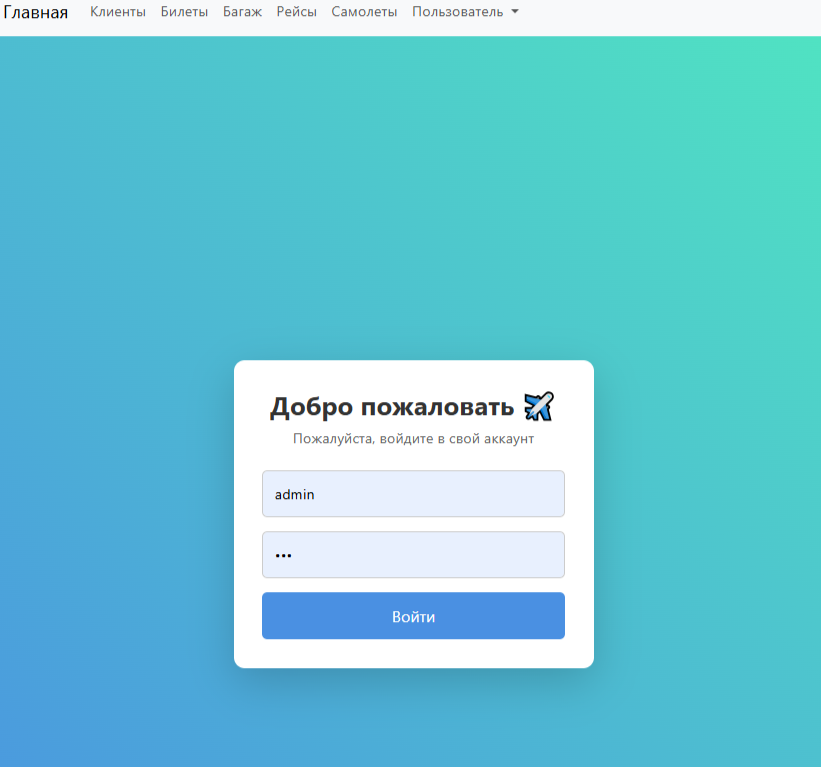 Главная Клиенты Билеты Багаж Рейсы Самолеты Пользователь
Добро пожаловать ✈️
Пожалуйста, войдите в свой аккаунт
admin
•••
Войти